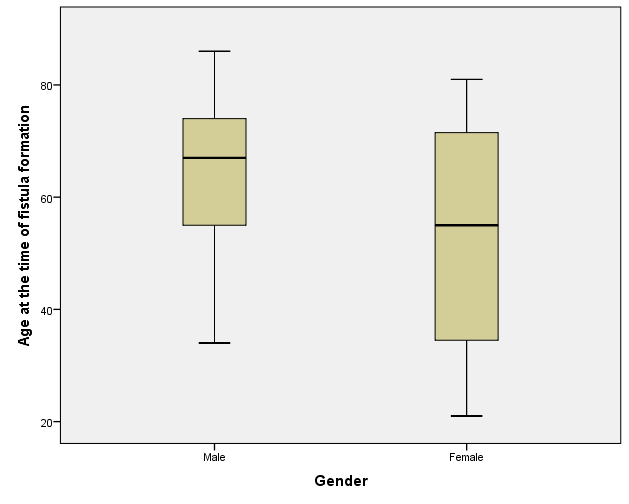 Age at the time of fistula formation
80
60
40
20
Male
Female
Gender